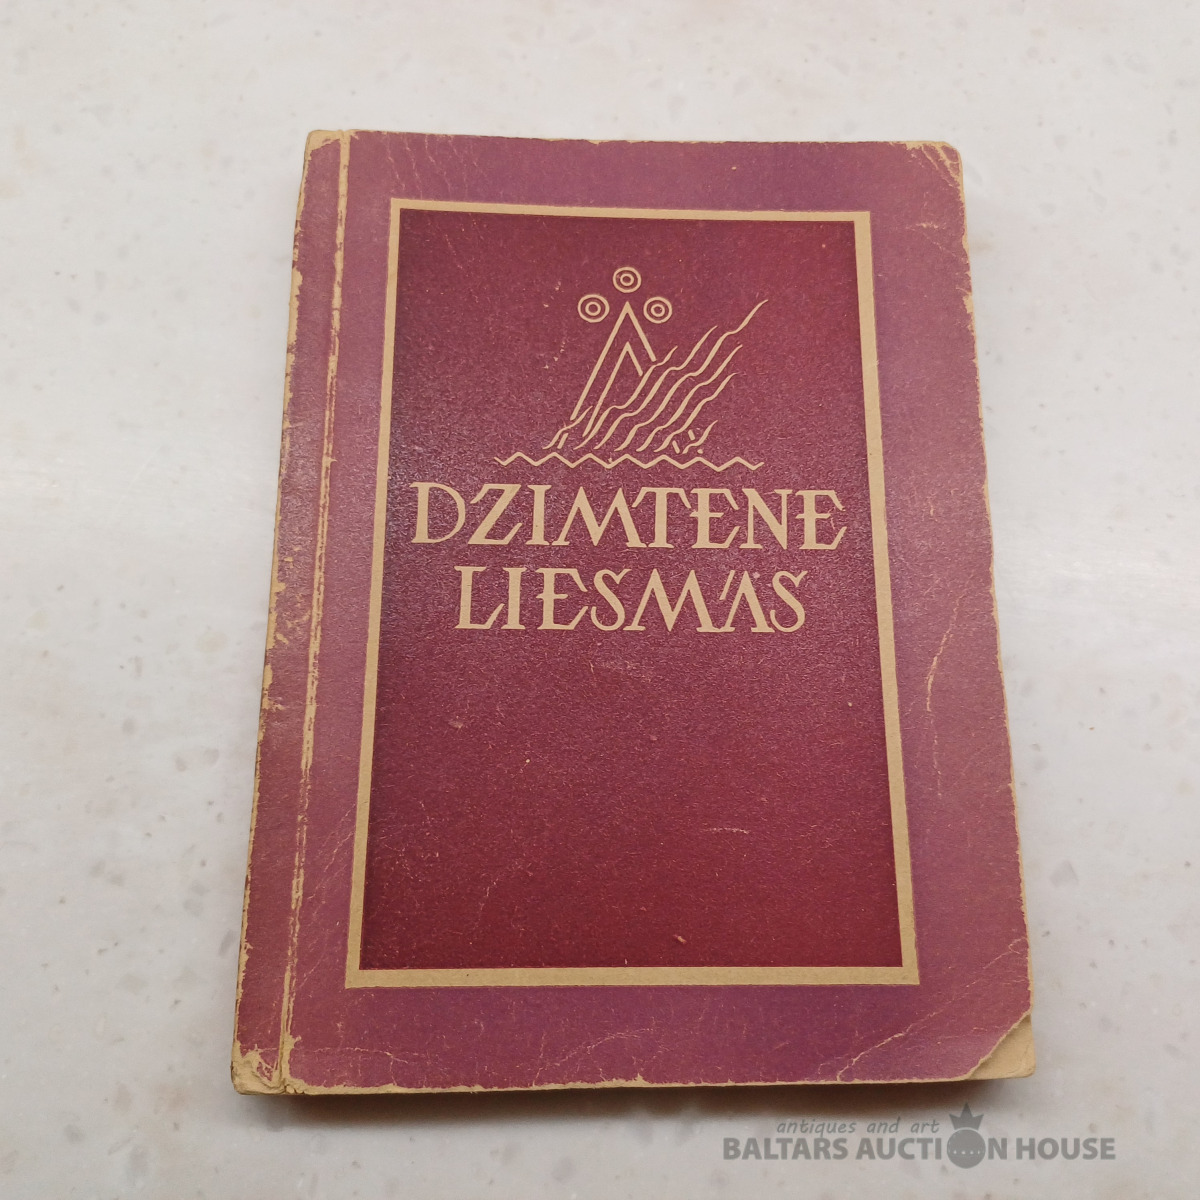 DZIMTENE
LIESMĀS
antiques and art
BALTARS AUCTION HOUSE